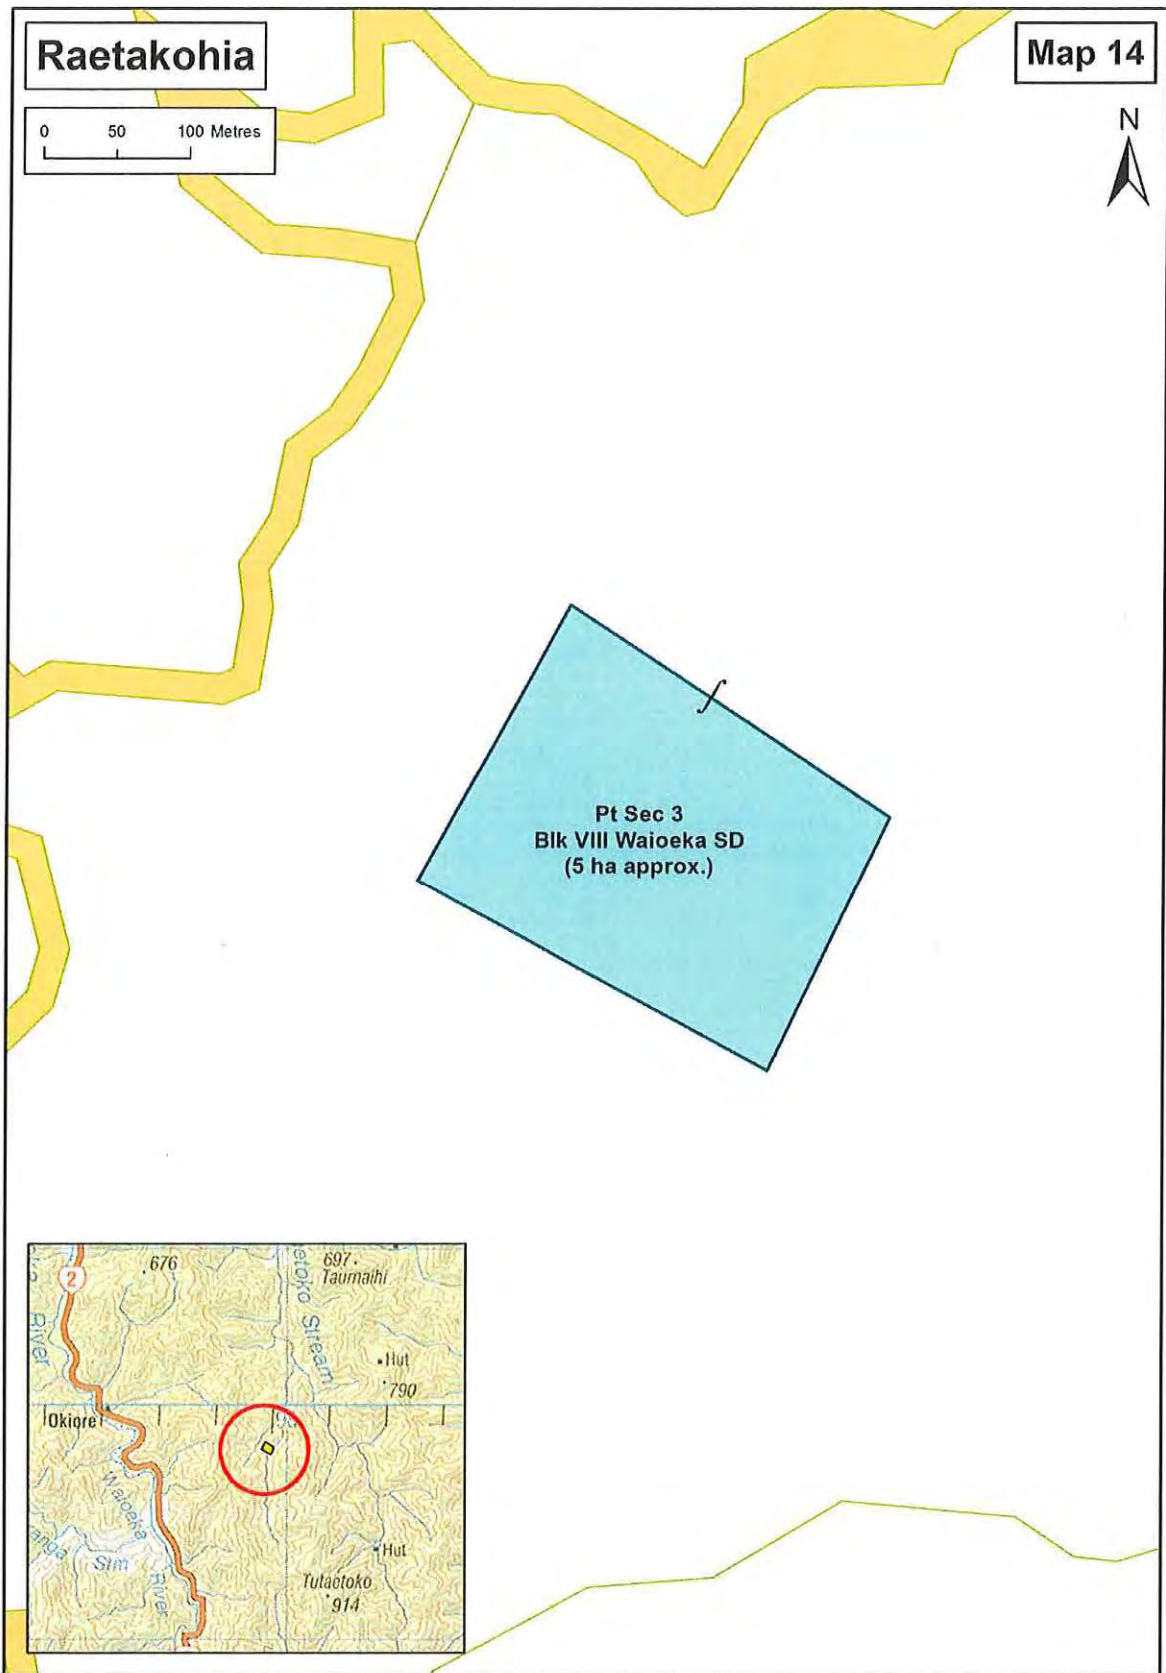 Raetakohia
Map 14
0 50 100 Metres
N
Pt Sec 3
Blk VIII Waioeka SD
(5 ha approx.)
2
676
697
Taumaihi
River
Stream
Hut
790
Okiore
Waioeka
River
Stm
Hut
Tutaetoko
914